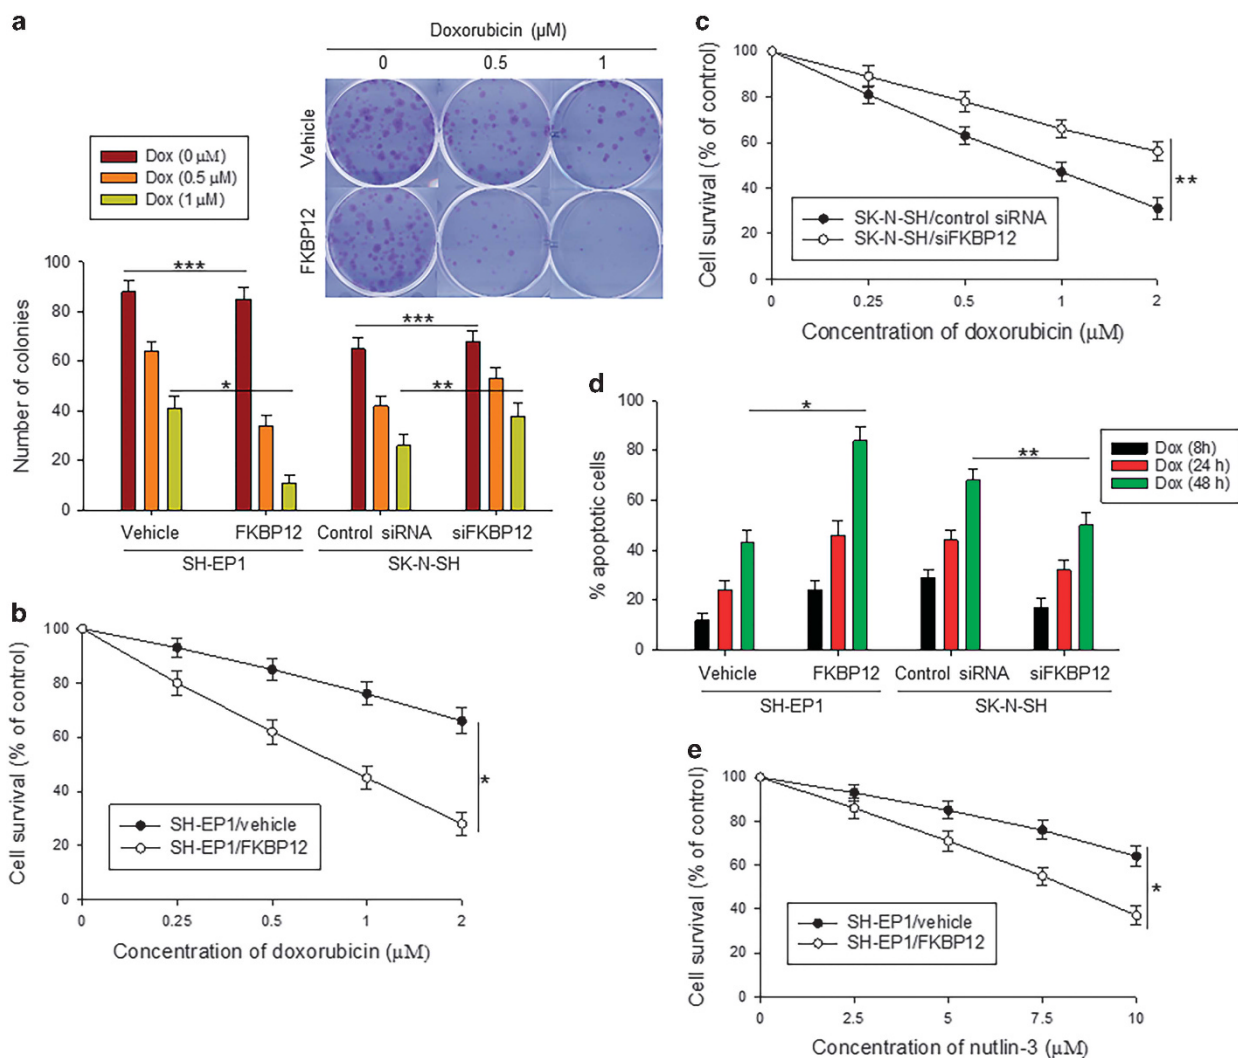 a
Doxorubicin (µM)
0 0.5 1
Vehicle
FKBP12
Dox (0 µM)
Dox (0.5 µM)
Dox (1 µM)
Number of colonies
100
80
60
40
20
0
***
*
***
**
Vehicle FKBP12 Control siRNA siFKBP12
SH-EP1 SK-N-SH
b
Cell survival (% of control)
100
80
60
40
20
0
*
SH-EP1/vehicle
SH-EP1/FKBP12
0 0.25 0.5 1 2
Concentration of doxorubicin (µM)
c
Cell survival (% of control)
100
80
60
40
20
0
**
SK-N-SH/control siRNA
SK-N-SH/siFKBP12
0 0.25 0.5 1 2
Concentration of doxorubicin (µM)
d
% apoptotic cells
100
80
60
40
20
0
*
**
Dox (8h)
Dox (24 h)
Dox (48 h)
Vehicle FKBP12 Control siRNA siFKBP12
SH-EP1 SK-N-SH
e
Cell survival (% of control)
100
80
60
40
20
0
*
SH-EP1/vehicle
SH-EP1/FKBP12
0 2.5 5 7.5 10
Concentration of nutlin-3 (µM)